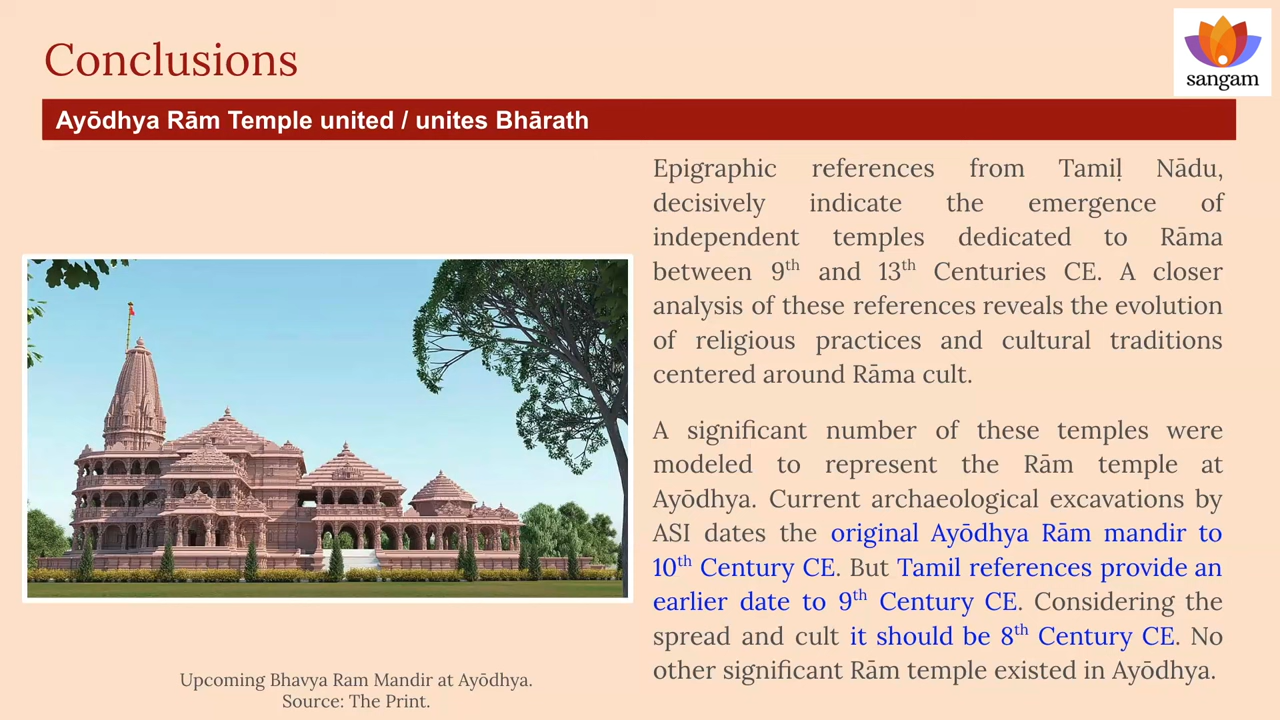 Conclusions
sangam
Ayōdhya Rām Temple united / unites Bhārath
Epigraphic references from Tamiḷ Nādu,
decisively indicate the emergence of
independent temples dedicated to Rāma
between 9th and 13th Centuries CE. A closer
analysis of these references reveals the evolution
of religious practices and cultural traditions
centered around Rāma cult.
A significant number of these temples were
modeled to represent the Rām temple at
Ayōdhya. Current archaeological excavations by
ASI dates the original Ayōdhya Rām mandir to
10th Century CE. But Tamil references provide an
earlier date to 9th Century CE. Considering the
spread and cult it should be 8th Century CE. No
other significant Rām temple existed in Ayōdhya.
Upcoming Bhavya Ram Mandir at Ayōdhya.
Source: The Print.